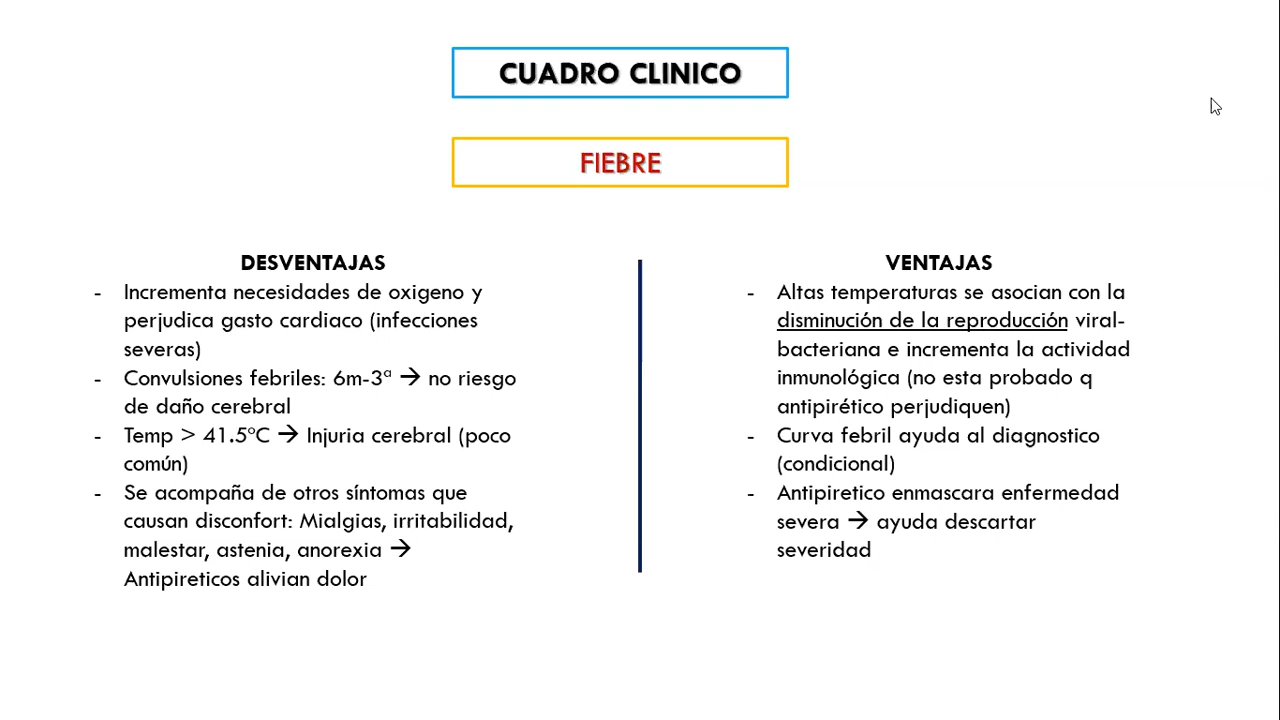 CUADRO CLINICO
FIEBRE
DESVENTAJAS
- Incrementa necesidades de oxigeno y
perjudica gasto cardiaco (infecciones
severas)
- Convulsiones febriles: 6m-3ª → no riesgo
de daño cerebral
- Temp > 41.5ºC → Injuria cerebral (poco
común)
- Se acompaña de otros síntomas que
causan disconfort: Mialgias, irritabilidad,
malestar, astenia, anorexia →
Antipireticos alivian dolor
VENTAJAS
- Altas temperaturas se asocian con la
disminución de la reproducción viral-
bacteriana e incrementa la actividad
inmunológica (no esta probado q
antipirético perjudiquen)
- Curva febril ayuda al diagnostico
(condicional)
- Antipiretico enmascara enfermedad
severa → ayuda descartar
severidad